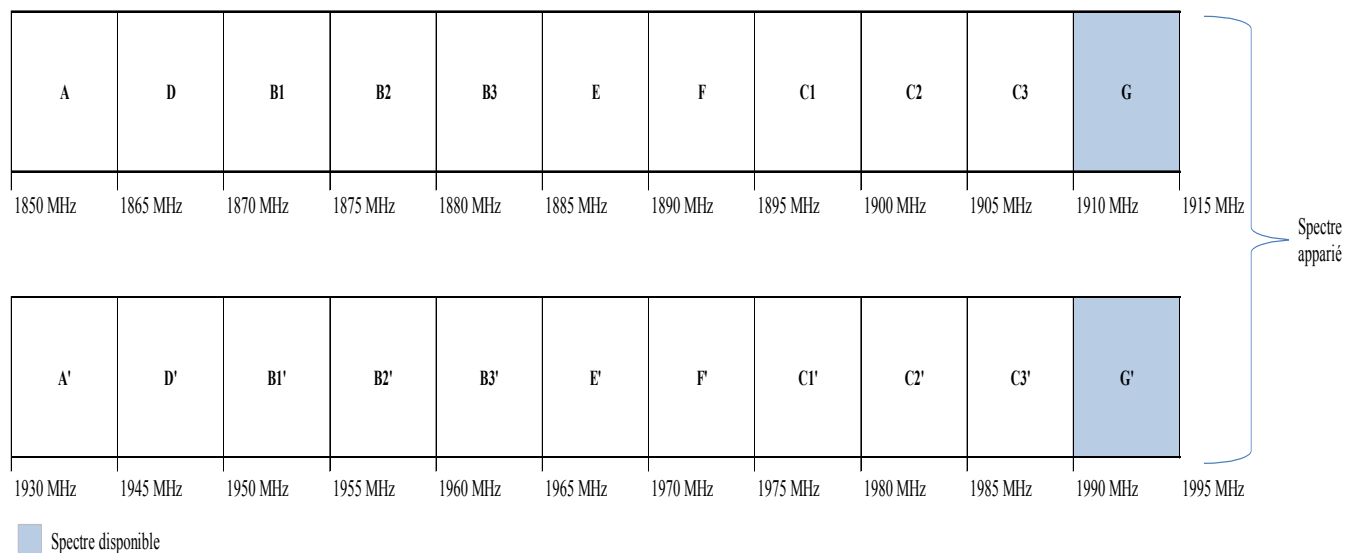 A D B1 B2 B3 E F C1 C2 C3 G
1850 MHz 1865 MHz 1870 MHz 1875 MHz 1880 MHz 1885 MHz 1890 MHz 1895 MHz 1900 MHz 1905 MHz 1910 MHz 1915 MHz
Spectre
apparié
A' D' B1' B2' B3' E' F' C1' C2' C3' G'
1930 MHz 1945 MHz 1950 MHz 1955 MHz 1960 MHz 1965 MHz 1970 MHz 1975 MHz 1980 MHz 1985 MHz 1990 MHz 1995 MHz
Spectre disponible